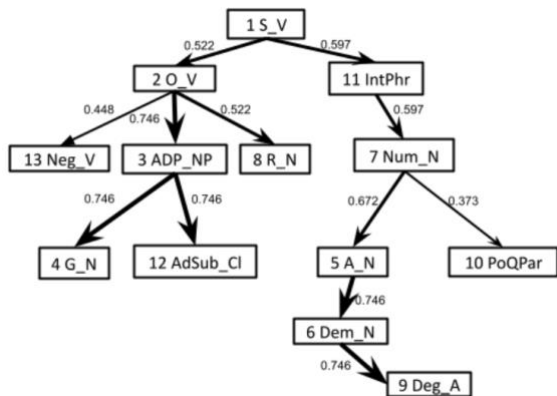 1 S_V
0.522
0.597
2 O_V
11 IntPhr
0.448
0.746
0.522
0.597
13 Neg_V
3 ADP_NP
8 R_N
7 Num_N
0.746
0.746
0.672
0.373
4 G_N
12 AdSub_Cl
5 A_N
10 PoQPar
0.746
6 Dem_N
0.746
9 Deg_A